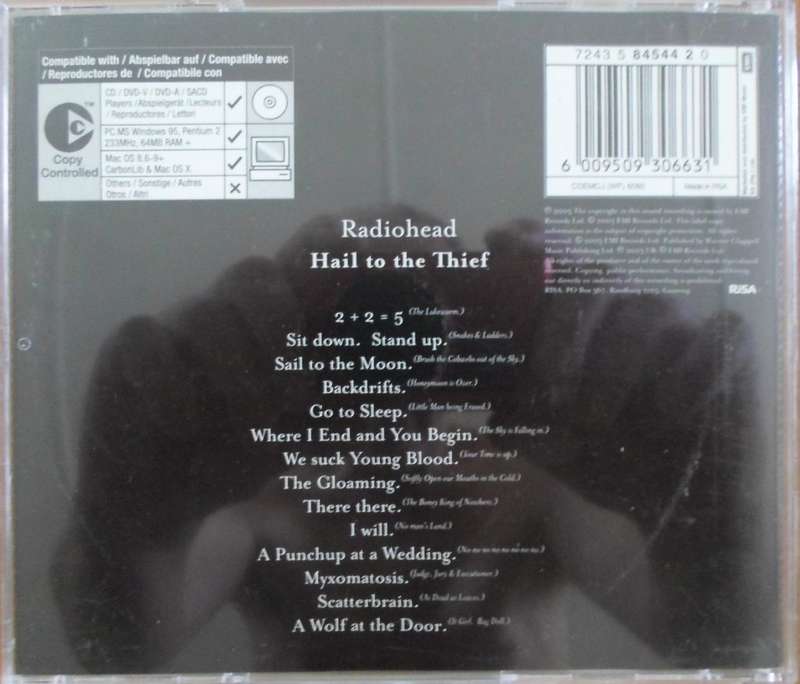 Compatible with / Abspielbar auf / Compatible avec
/ Reproductores de / Compatibile con
CD / DVD-V / DVD-A / SACD
Players / Abspielgerät / Lecteurs
/ Reproductores / Lettori
PC MS Windows 95, Pentium 2
233MHz, 64MB RAM +
Mac OS 8.6-9+
CarbonLib & Mac OS X
Others / Sonstige / Autres
Otros / Altri
TM
Copy
Controlled
7243 5 84544 2 0
6 009509 306631
Made in RSA
RISA
Radiohead
Hail to the Thief
2 + 2 = 5 (The Lukewarm.)
Sit down. Stand up. (Snakes & Ladders.)
Sail to the Moon. (Brush the Cobwebs out of the Sky.)
Backdrifts. (Honeymoon is Over.)
Go to Sleep. (Little Man being Erased.)
Where I End and You Begin. (The Sky is Falling in.)
We suck Young Blood. (Your Time is up.)
The Gloaming. (Softly Open our Mouths in the Cold.)
There there. (The Boney King of Nowhere.)
I will. (No man's Land.)
A Punchup at a Wedding. (No no no no no no no no.)
Myxomatosis. (Judge, Jury & Executioner.)
Scatterbrain. (As Dead as Leaves.)
A Wolf at the Door. (It Girl. Rag Doll.)